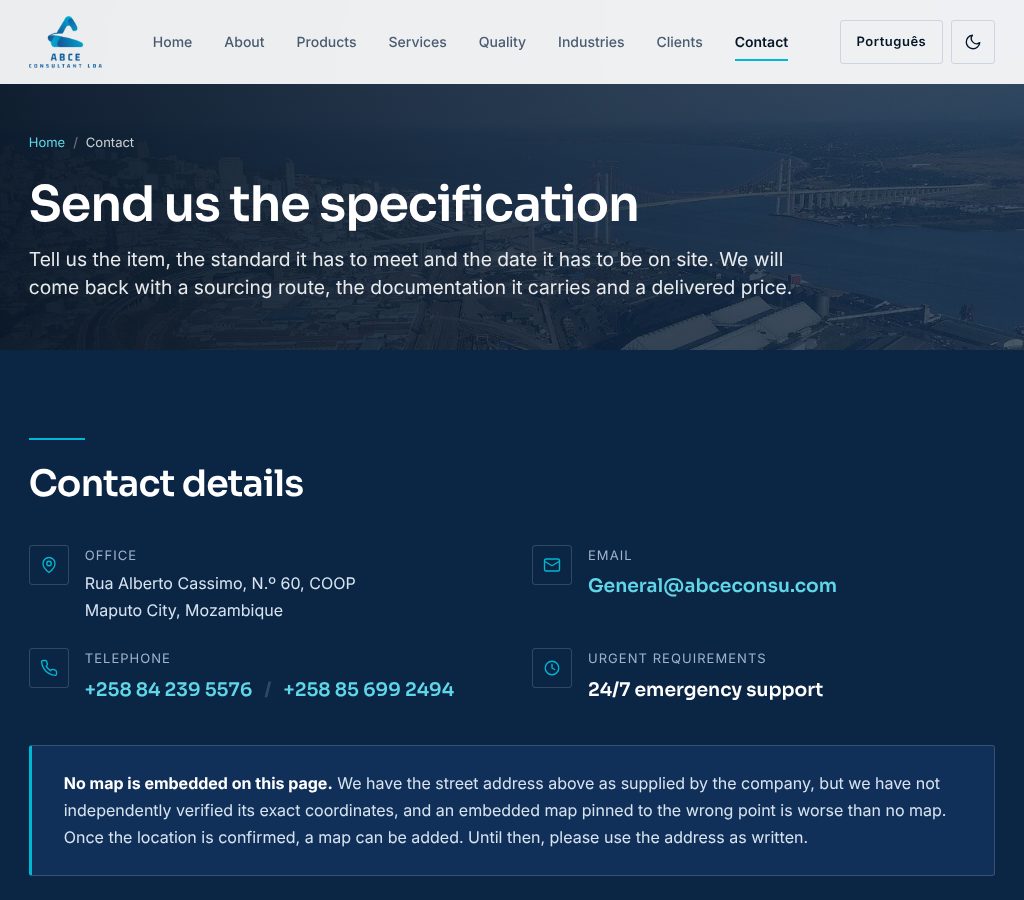 ABCE
CONSULTANT LDA
Home
About
Products
Services
Quality
Industries
Clients
Contact
Português
Home / Contact
Send us the specification
Tell us the item, the standard it has to meet and the date it has to be on site. We will
come back with a sourcing route, the documentation it carries and a delivered price.
Contact details
OFFICE
Rua Alberto Cassimo, N.º 60, COOP
Maputo City, Mozambique
EMAIL
General@abceconsu.com
TELEPHONE
+258 84 239 5576 / +258 85 699 2494
URGENT REQUIREMENTS
24/7 emergency support
No map is embedded on this page. We have the street address above as supplied by the company, but we have not
independently verified its exact coordinates, and an embedded map pinned to the wrong point is worse than no map.
Once the location is confirmed, a map can be added. Until then, please use the address as written.